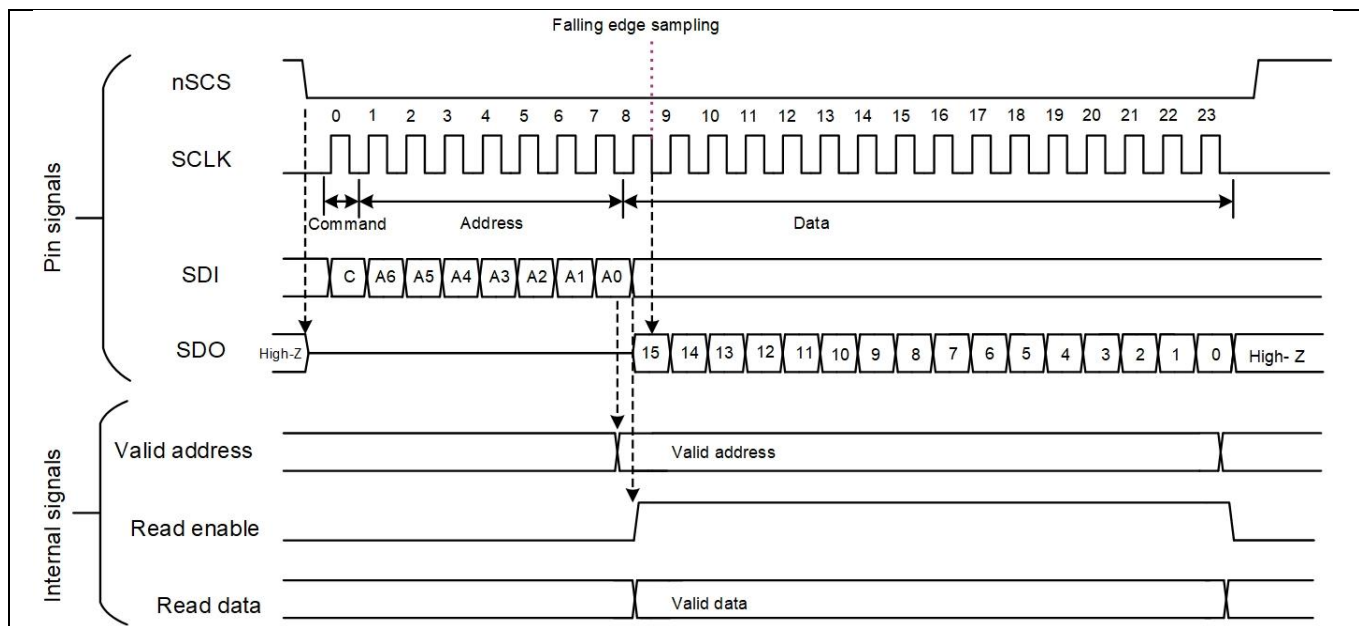 Falling edge sampling
Pin signals
nSCS
0 1 2 3 4 5 6 7 8 9 10 11 12 13 14 15 16 17 18 19 20 21 22 23
SCLK
Command Address Data
SDI C A6 A5 A4 A3 A2 A1 A0
SDO High-Z 15 14 13 12 11 10 9 8 7 6 5 4 3 2 1 0 High- Z
Internal signals
Valid address Valid address
Read enable
Read data Valid data